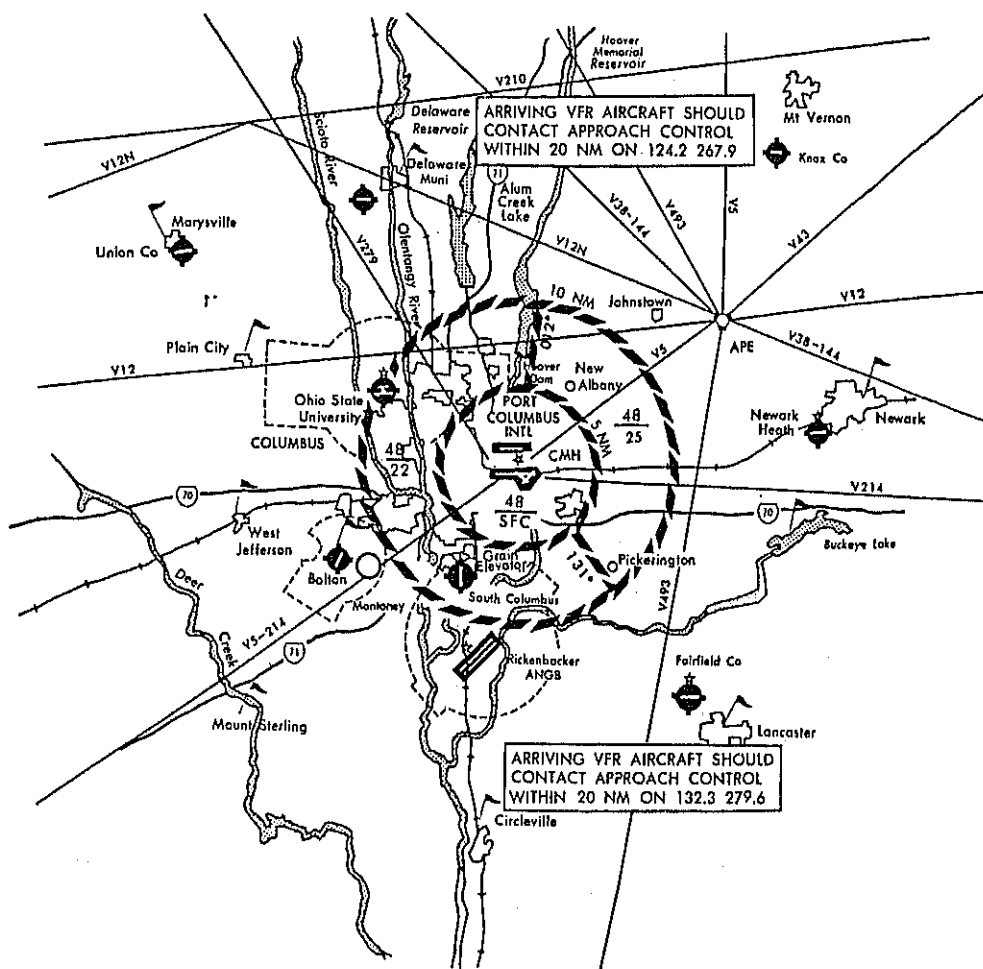 Hoover
Memorial
Reservoir
V210
ARRIVING VFR AIRCRAFT SHOULD
CONTACT APPROACH CONTROL
WITHIN 20 NM ON 124.2 267.9
Mt Vernon
Knox Co
V12N
Scioto River
Delaware
Reservoir
Delaware
Muni
71
Alum
Creek
Lake
V38-144
V493
V5
V43
Marysville
Union Co
V279
Olentangy River
V12N
10 NM
Johnstown
V12
Plain City
012°
V5
APE
V38-144
V12
Dam
New
Albany
Ohio State
University
PORT
COLUMBUS
INTL
48
25
5 NM
Newark
Heath
Newark
COLUMBUS
48
22
CMH
V214
70
48
SFC
70
West
Jefferson
Buckeye Lake
Bolton
Grain
Elevator
131°
Pickerington
Deer
Creek
Montoney
South Columbus
V493
V5-214
71
Rickenbacker
ANGB
Fairfield Co
Mount Sterling
Lancaster
ARRIVING VFR AIRCRAFT SHOULD
CONTACT APPROACH CONTROL
WITHIN 20 NM ON 132.3 279.6
Circleville